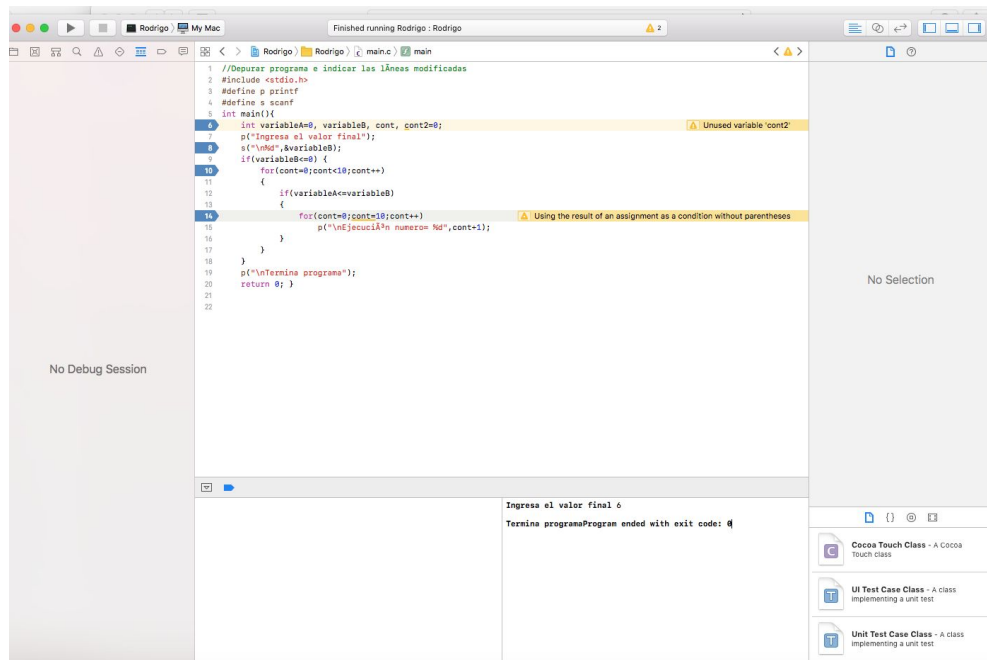 Rodrigo
My Mac
Finished running Rodrigo : Rodrigo
2
Rodrigo
Rodrigo
main.c
main
1 //Depurar programa e indicar las lÃneas modificadas
2 #include <stdio.h>
3 #define p printf
4 #define s scanf
5 int main(){
6 int variableA=0, variableB, cont, cont2=0;
Unused variable 'cont2'
7 p("Ingresa el valor final");
8 s("\n%d",&variableB);
9 if(variableB<=0) {
10 for(cont=0;cont<10;cont++)
11 {
12 if(variableA<=variableB)
13 {
14 for(cont=0;cont=10;cont++)
Using the result of an assignment as a condition without parentheses
15 p("\nEjecuciÃ³n numero= %d",cont+1);
16 }
17 }
18 }
19 p("\nTermina programa");
20 return 0; }
21
22
No Debug Session
No Selection
Ingresa el valor final 6
Termina programaProgram ended with exit code: 0
{}
C
Cocoa Touch Class - A Cocoa
Touch class
T
UI Test Case Class - A class
implementing a unit test
T
Unit Test Case Class - A class
implementing a unit test